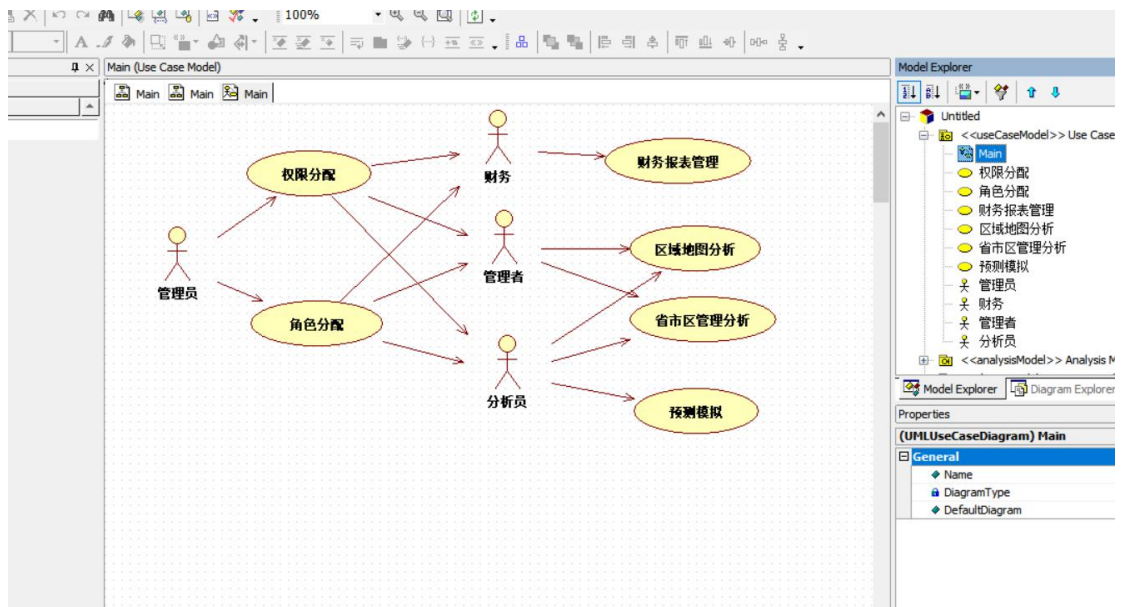 100%
Main (Use Case Model)
Main Main Main
权限分配
财务
财务报表管理
管理员
管理者
区域地图分析
角色分配
省市区管理分析
分析员
预测模拟
Model Explorer
Untitled
<<useCaseModel>> Use Case
Main
权限分配
角色分配
财务报表管理
区域地图分析
省市区管理分析
预测模拟
管理员
财务
管理者
分析员
<<analysisModel>> Analysis M
Model Explorer Diagram Explorer
Properties
(UMLUseCaseDiagram) Main
General
Name
DiagramType
DefaultDiagram